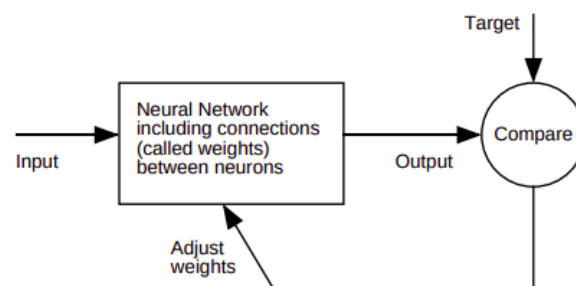 Target
Neural Network
including connections
(called weights)
between neurons
Compare
Input
Output
Adjust
weights